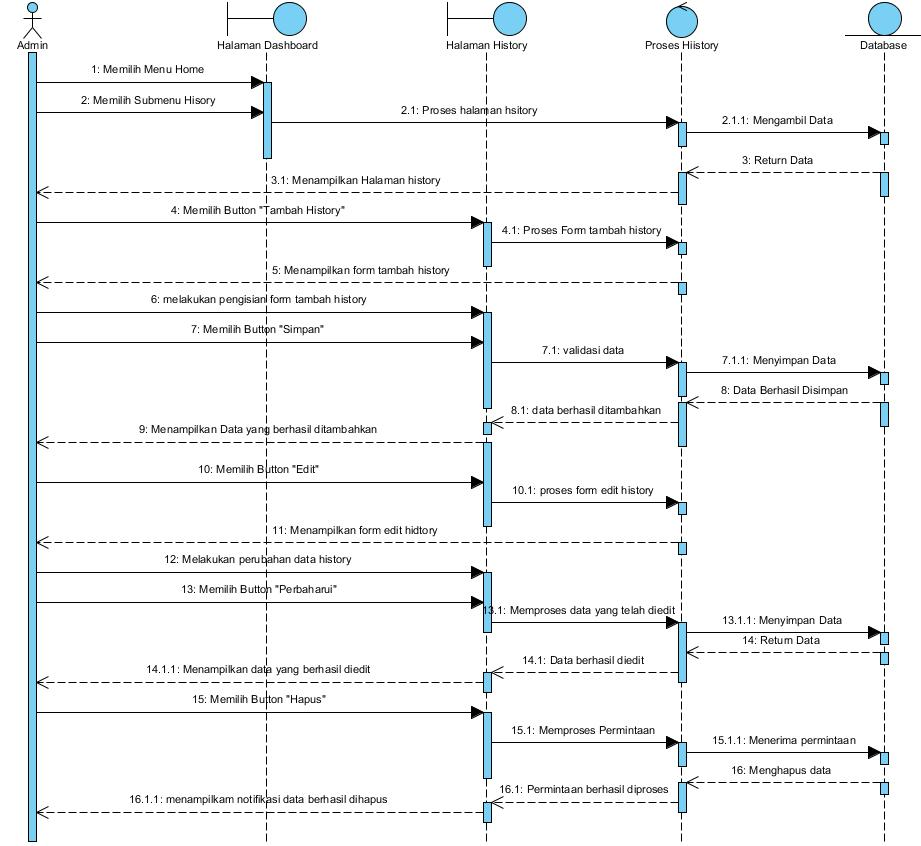 Admin
Halaman Dashboard
Halaman History
Proses Hiistory
Database
1: Memilih Menu Home
2: Memilih Submenu Hisory
2.1: Proses halaman hsitory
2.1.1: Mengambil Data
3: Return Data
3.1: Menampilkan Halaman history
4: Memilih Button "Tambah History"
4.1: Proses Form tambah history
5: Menampilkan form tambah history
6: melakukan pengisian form tambah history
7: Memilih Button "Simpan"
7.1: validasi data
7.1.1: Menyimpan Data
8: Data Berhasil Disimpan
8.1: data berhasil ditambahkan
9: Menampilkan Data yang berhasil ditambahkan
10: Memilih Button "Edit"
10.1: proses form edit history
11: Menampilkan form edit hidtory
12: Melakukan perubahan data history
13: Memilih Button "Perbaharui"
13.1: Memproses data yang telah diedit
13.1.1: Menyimpan Data
14: Return Data
14.1: Data berhasil diedit
14.1.1: Menampilkan data yang berhasil diedit
15: Memilih Button "Hapus"
15.1: Memproses Permintaan
15.1.1: Menerima permintaan
16: Menghapus data
16.1: Permintaan berhasil diproses
16.1.1: menampilkam notifikasi data berhasil dihapus